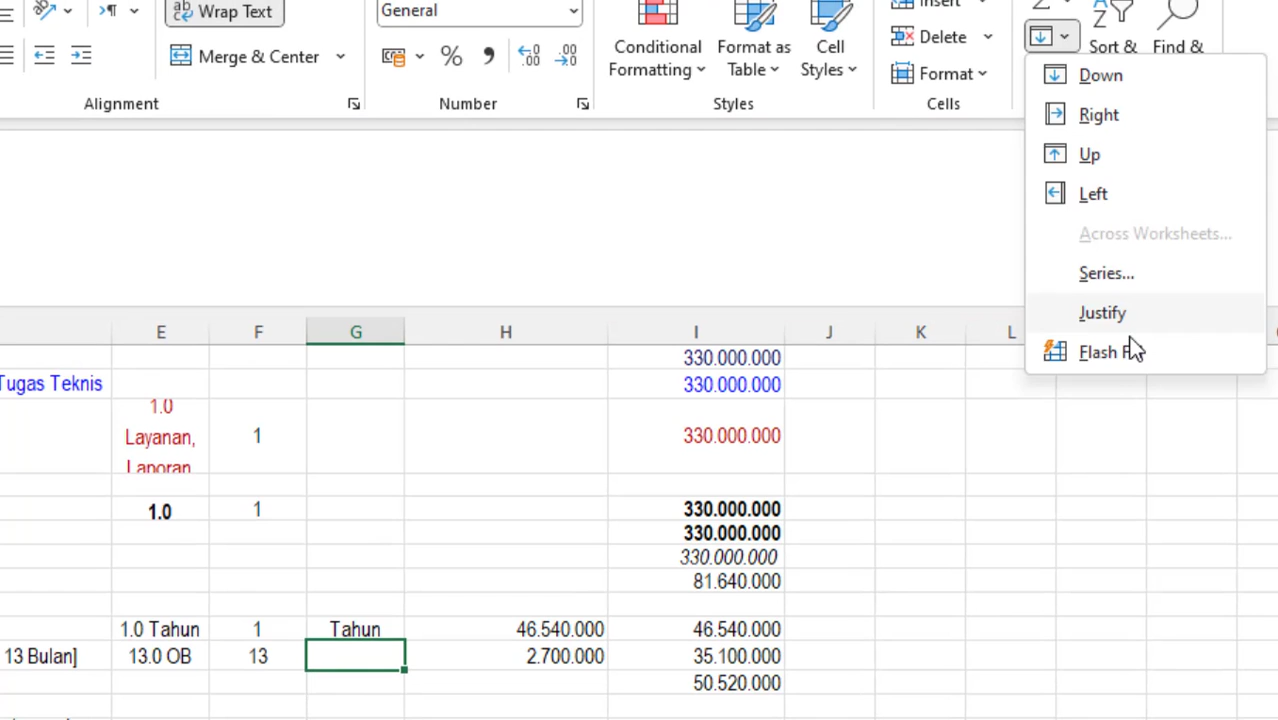 Wrap Text
General
Merge & Center
Conditional
Formatting
Format as
Table
Cell
Styles
Delete
Format
Sort &
Find &
Alignment
Number
Styles
Cells
Down
Right
Up
Left
Across Worksheets...
Series...
Justify
Flash
E F G H I J K L
330.000.000
Tugas Teknis 330.000.000
1.0
Layanan, 1 330.000.000
Laporan
1.0 1 330.000.000
330.000.000
330.000.000
81.640.000
1.0 Tahun 1 Tahun 46.540.000 46.540.000
13 Bulan] 13.0 OB 13 2.700.000 35.100.000
50.520.000